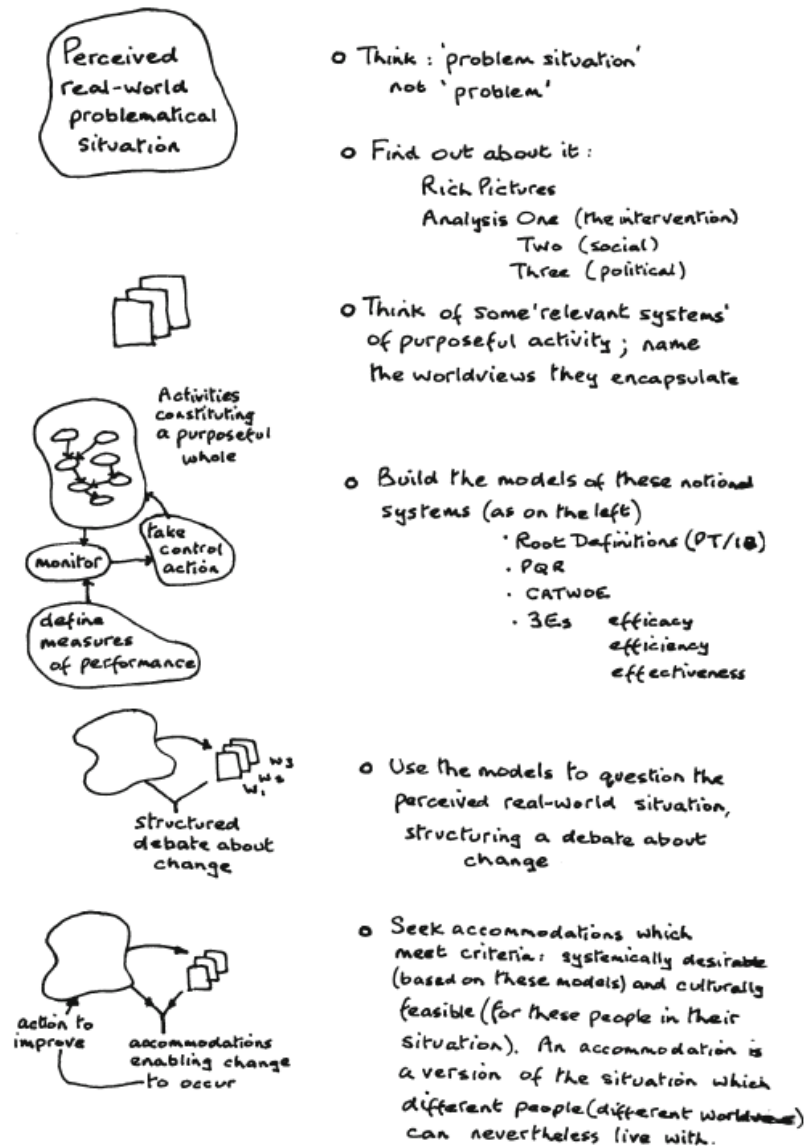 Perceived
real-world
problematical
situation
o Think : 'problem situation'
not 'problem'
o Find out about it :
Rich Pictures
Analysis One (the intervention)
Two (social)
Three (political)
o Think of some 'relevant systems'
of purposeful activity ; name
the worldviews they encapsulate
Activities
constituting
a purposeful
whole
take
control
action
monitor
define
measures
of performance
o Build the models of these notional
systems (as on the left)
· Root Definitions (PT/18)
· PQR
· CATWOE
· 3Es efficacy
efficiency
effectiveness
W3
W2
W1
structured
debate about
change
o Use the models to question the
perceived real-world situation,
structuring a debate about
change
action to
improve
accommodations
enabling change
to occur
o Seek accommodations which
meet criteria: systemically desirable
(based on these models) and culturally
feasible (for these people in their
situation). An accommodation is
a version of the situation which
different people (different worldviews)
can nevertheless live with.